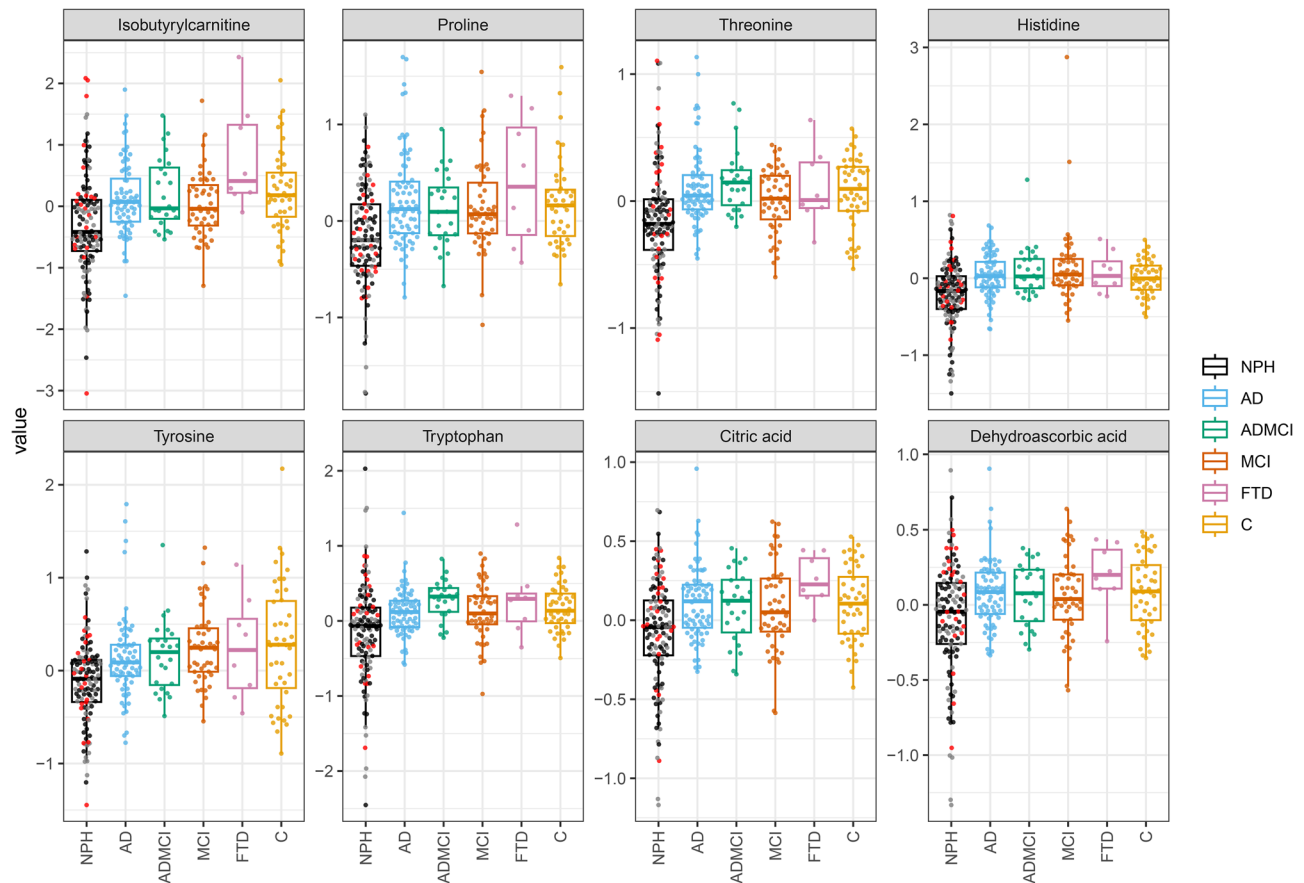 Isobutyrylcarnitine Proline Threonine Histidine
2
1
0
−1
−2
−3
1
0
−1
1
0
−1
3
2
1
0
−1
value
Tyrosine Tryptophan Citric acid Dehydroascorbic acid
2
1
0
−1
2
1
0
−1
−2
1.0
0.5
0.0
−0.5
−1.0
1.0
0.5
0.0
−0.5
−1.0
NPH AD ADMCI MCI FTD C
NPH AD ADMCI MCI FTD C
NPH AD ADMCI MCI FTD C
NPH AD ADMCI MCI FTD C
NPH
AD
ADMCI
MCI
FTD
C